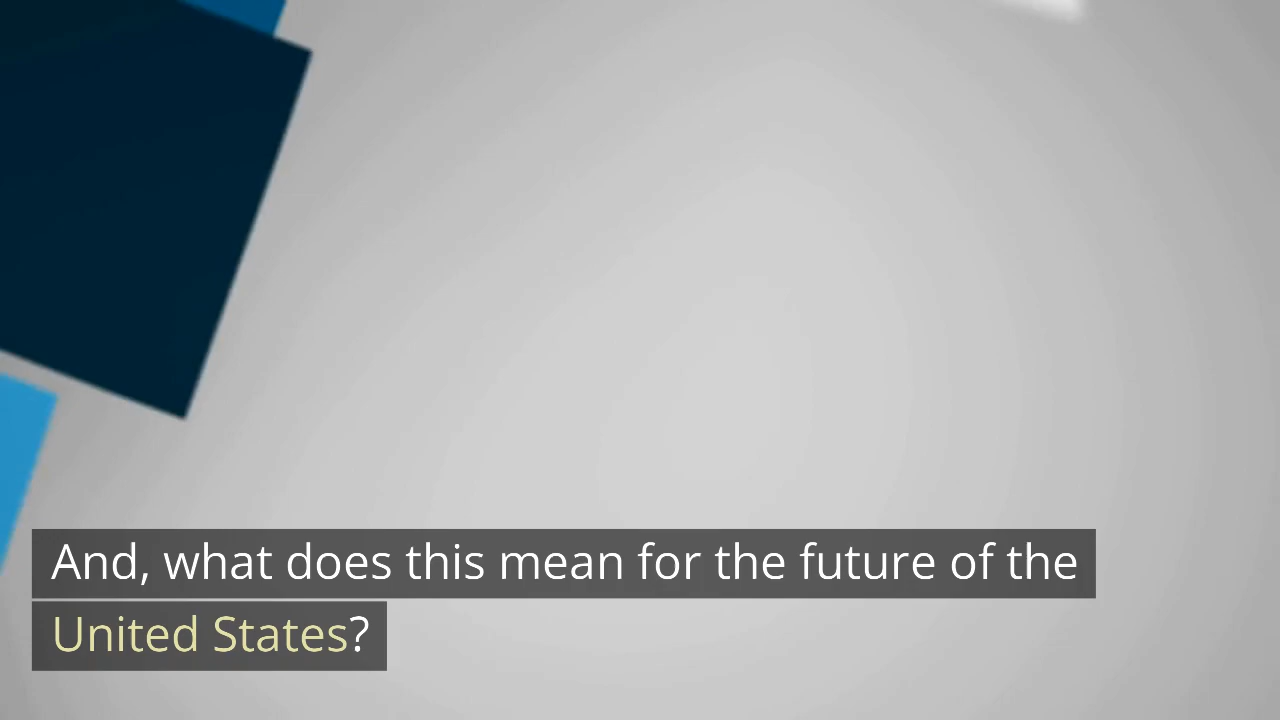 And, what does this mean for the future of the
United States?